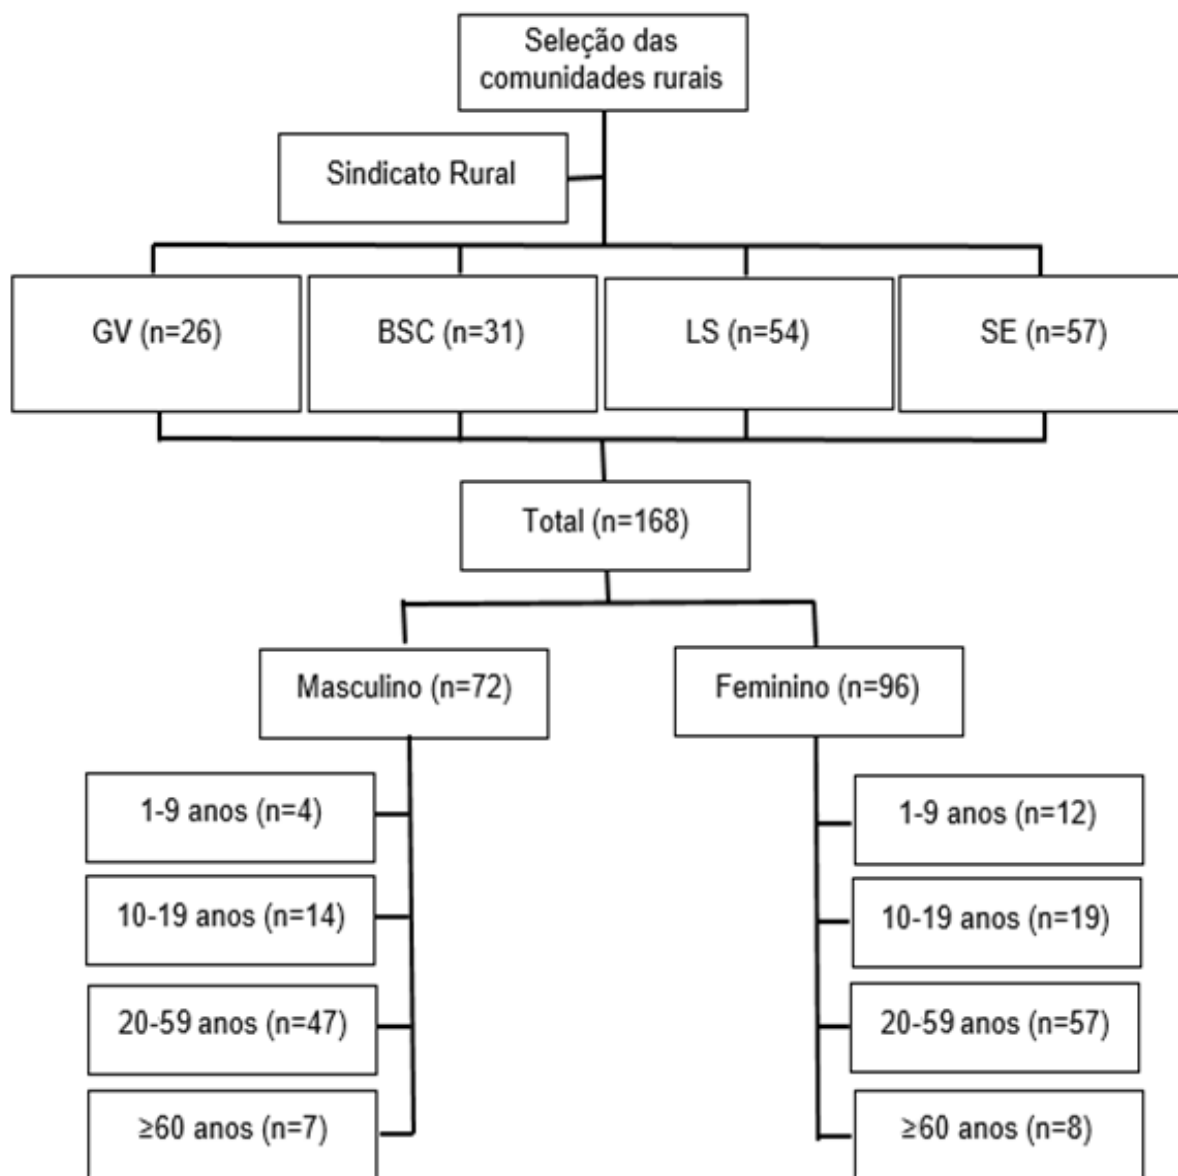 Seleção das
comunidades rurais
Sindicato Rural
GV (n=26)
BSC (n=31)
LS (n=54)
SE (n=57)
Total (n=168)
Masculino (n=72)
Feminino (n=96)
1-9 anos (n=4)
10-19 anos (n=14)
20-59 anos (n=47)
≥60 anos (n=7)
1-9 anos (n=12)
10-19 anos (n=19)
20-59 anos (n=57)
≥60 anos (n=8)